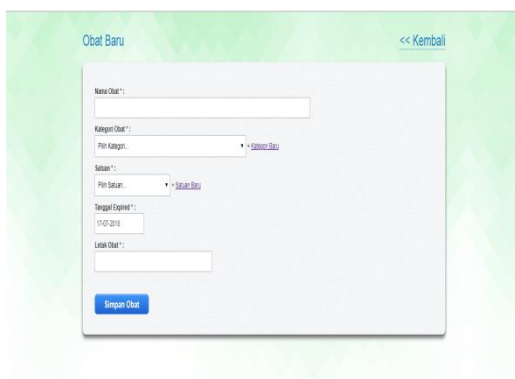 Obat Baru
<< Kembali
Nama Obat * :
Kategori Obat * :
Pilih Kategori...
+ Kategori Baru
Satuan * :
Pilih Satuan...
+ Satuan Baru
Tanggal Expired * :
17-07-2018
Letak Obat * :
Simpan Obat